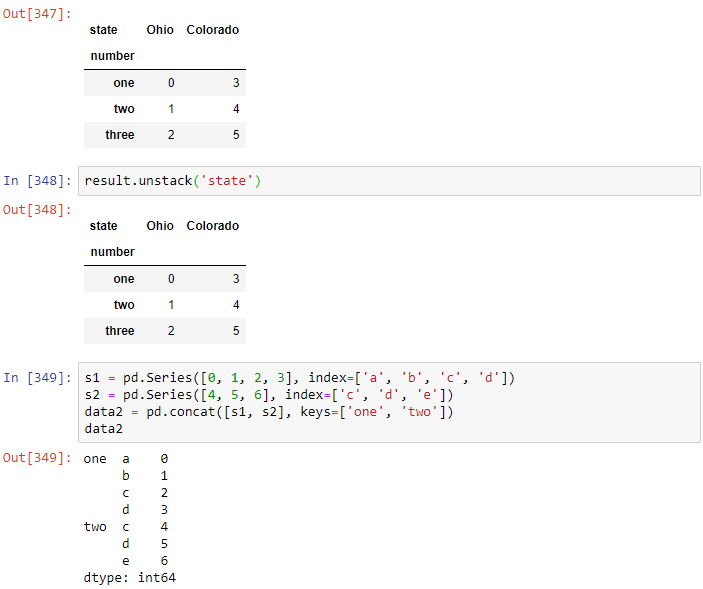 Out[347]:
state Ohio Colorado
number
one 0 3
two 1 4
three 2 5
In [348]: result.unstack('state')
Out[348]:
state Ohio Colorado
number
one 0 3
two 1 4
three 2 5
In [349]: s1 = pd.Series([0, 1, 2, 3], index=['a', 'b', 'c', 'd'])
s2 = pd.Series([4, 5, 6], index=['c', 'd', 'e'])
data2 = pd.concat([s1, s2], keys=['one', 'two'])
data2
Out[349]: one a 0
b 1
c 2
d 3
two c 4
d 5
e 6
dtype: int64